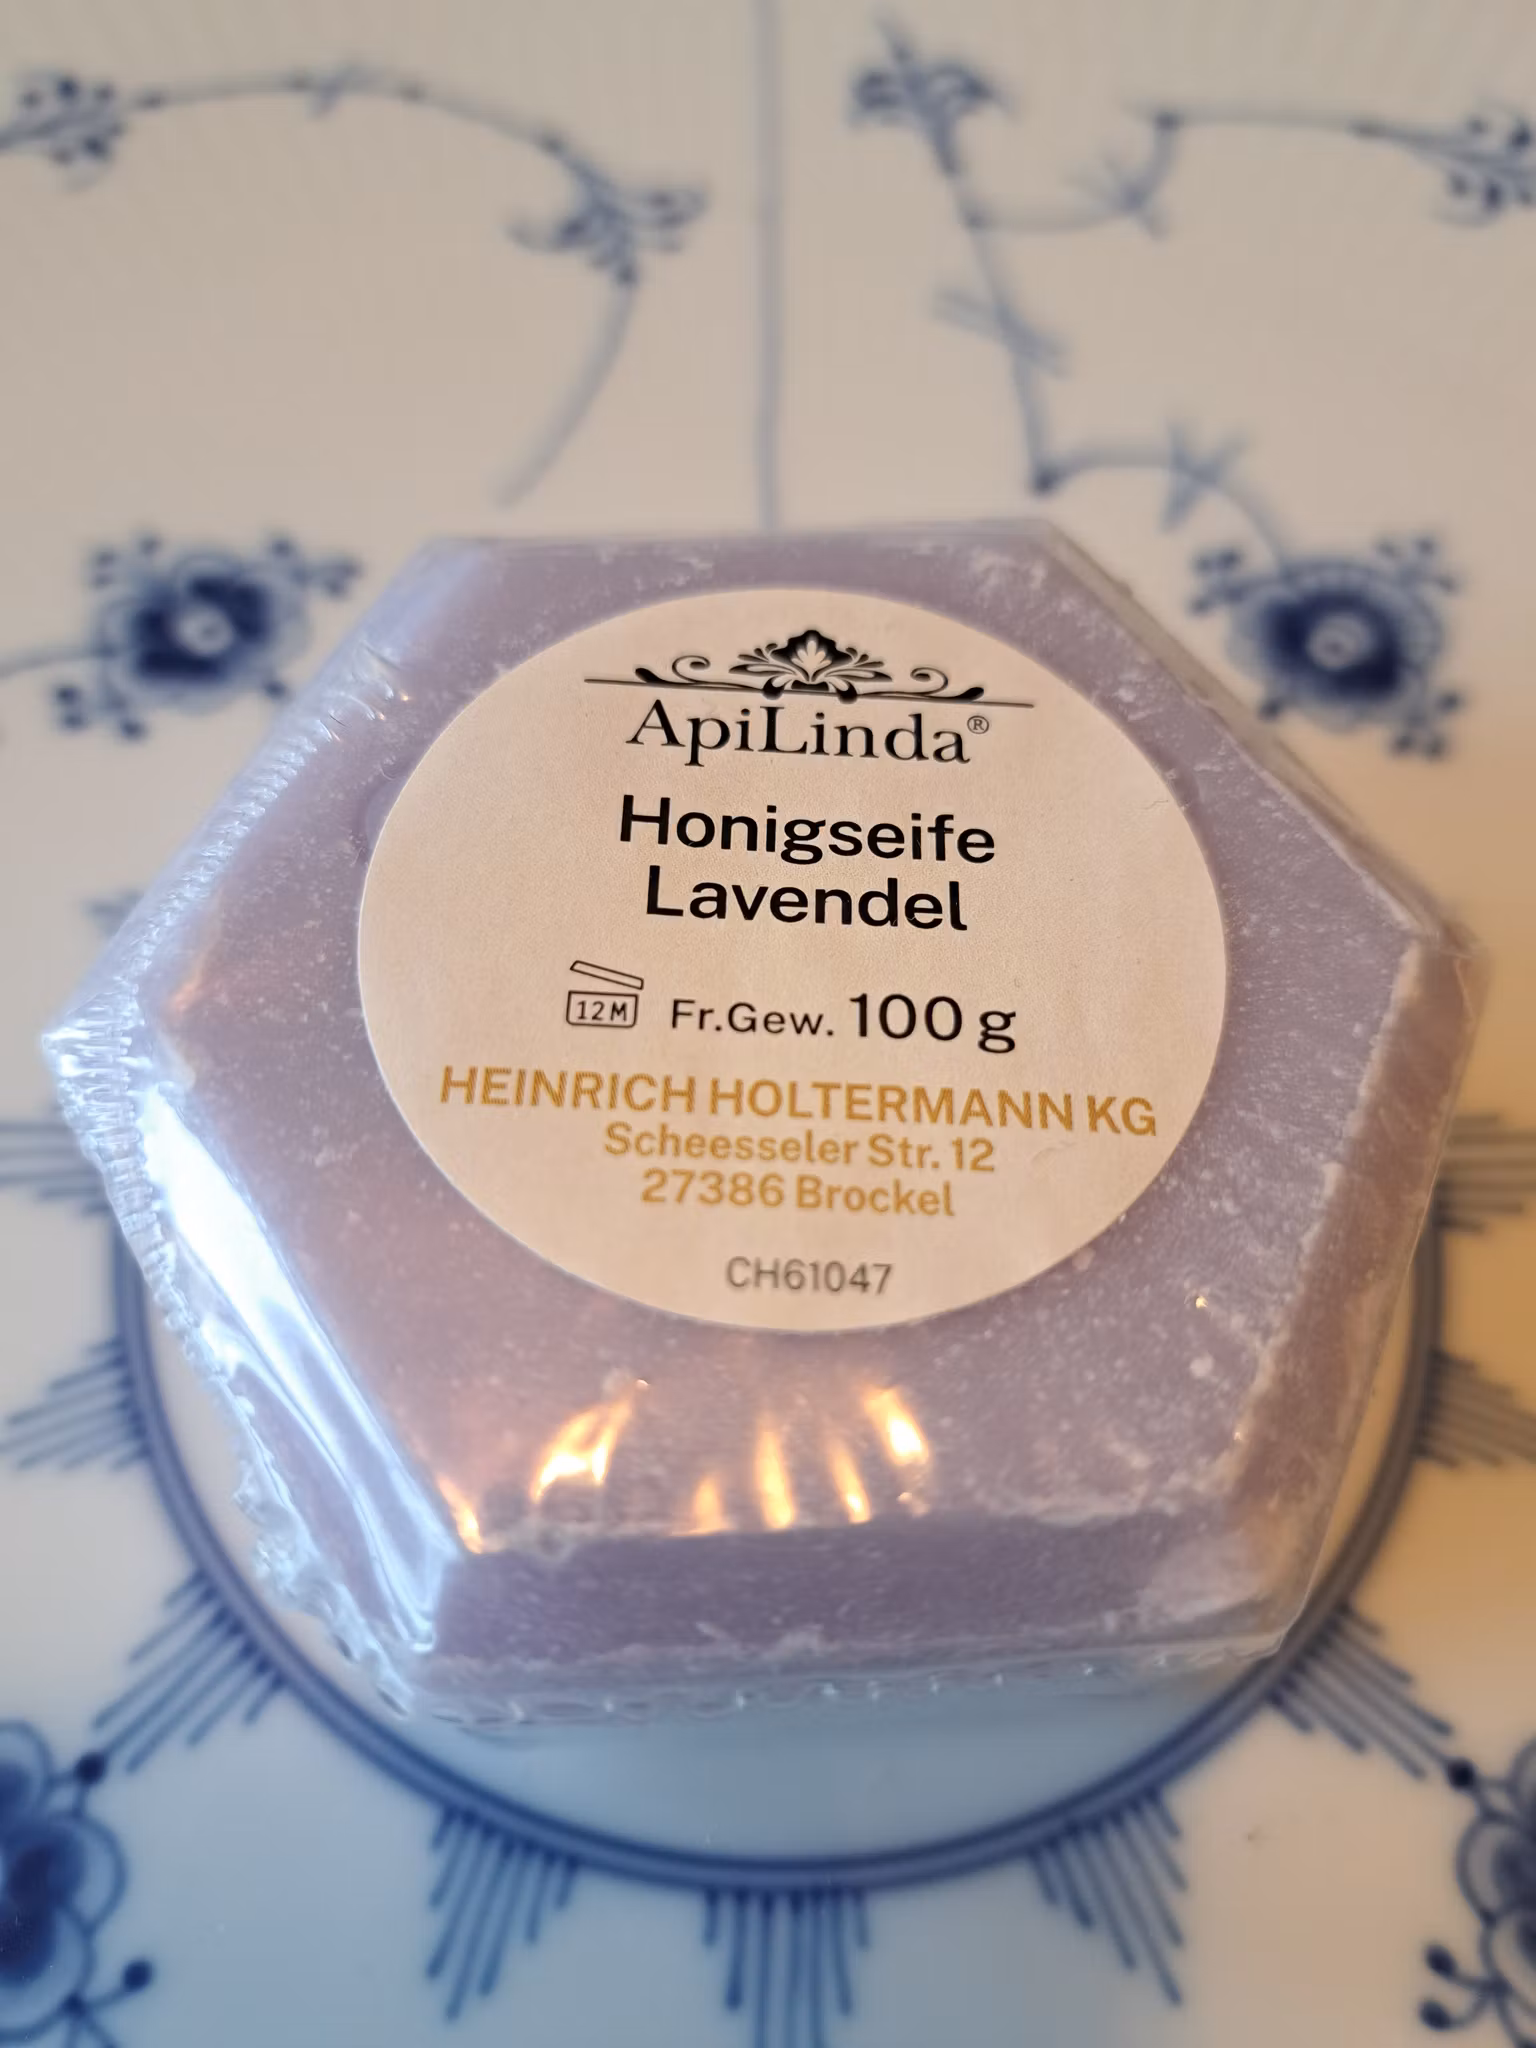 ApiLinda®
Honigseife
Lavendel
12M Fr.Gew. 100 g
HEINRICH HOLTERMANN KG
Scheesseler Str. 12
27386 Brockel
CH61047